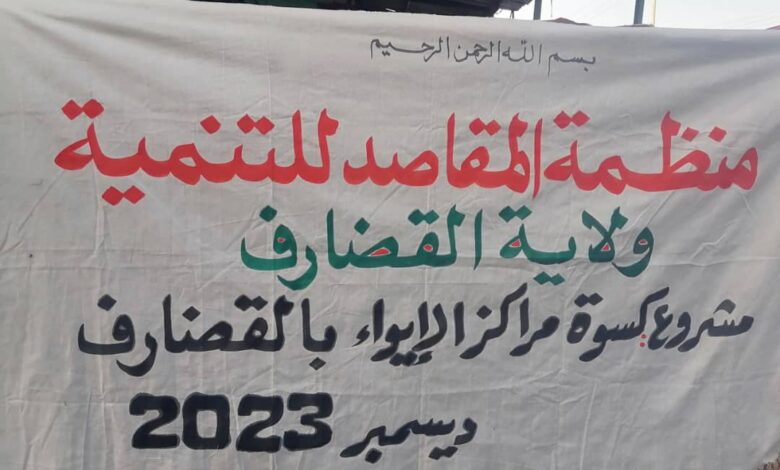 بسم الله الرحمن الرحيم
منظمة المقاصد للتنمية
ولاية القضارف
مشروع كسوة مراكز الإيواء بالقضارف
ديسمبر 2023